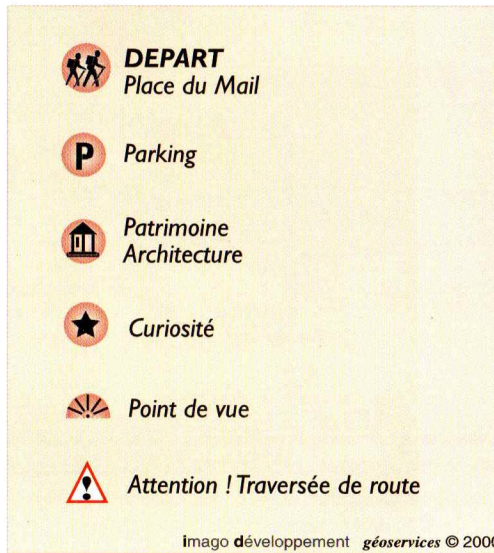 DEPART
Place du Mail
P
Parking
Patrimoine
Architecture
Curiosité
Point de vue
Attention ! Traversée de route
imago développement géoservices © 200